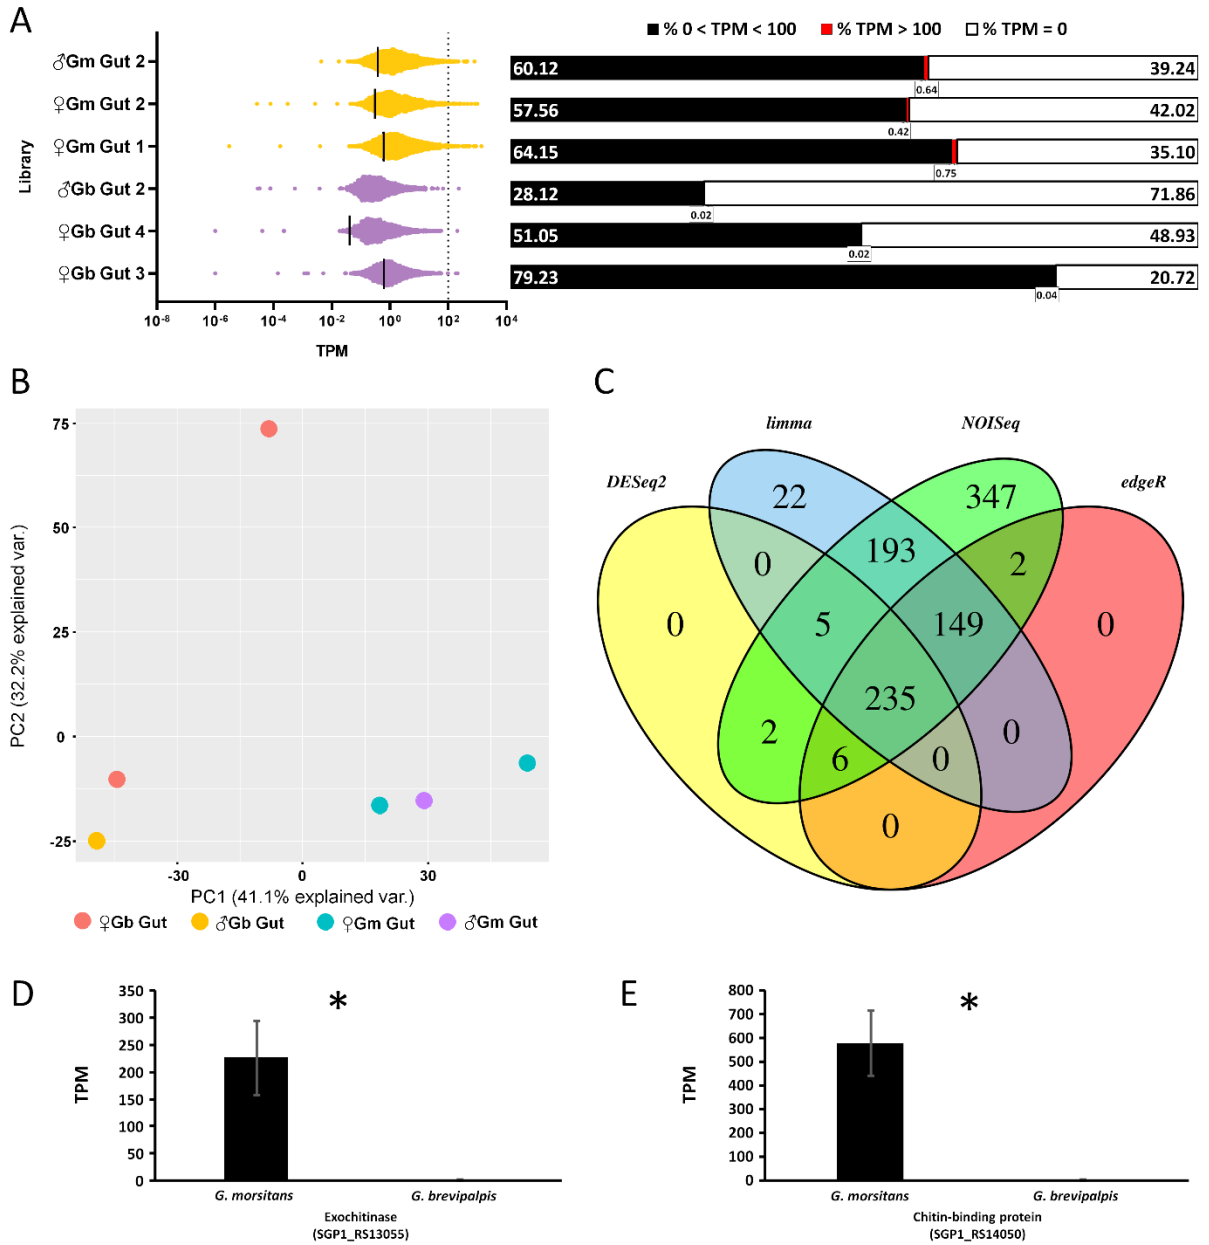 A
% 0 < TPM < 100 % TPM > 100 % TPM = 0
Library
♂Gm Gut 2
♀Gm Gut 2
♀Gm Gut 1
♂Gb Gut 2
♀Gb Gut 4
♀Gb Gut 3
10-8 10-6 10-4 10-2 100 102 104
TPM
60.12 0.64 39.24
57.56 0.42 42.02
64.15 0.75 35.10
28.12 0.02 71.86
51.05 0.02 48.93
79.23 0.04 20.72
B
PC2 (32.2% explained var.)
75
50
25
0
-25
-30 0 30
PC1 (41.1% explained var.)
♀Gb Gut ♂Gb Gut ♀Gm Gut ♂Gm Gut
C
limma NOISeq
DESeq2 edgeR
22 347
0 193 2
0 5 149 0
235
2 6 0 0
0
D
TPM
350
300
250
200
150
100
50
0
*
G. morsitans G. brevipalpis
Exochitinase
(SGP1_RS13055)
E
TPM
800
700
600
500
400
300
200
100
0
*
G. morsitans G. brevipalpis
Chitin-binding protein
(SGP1_RS14050)